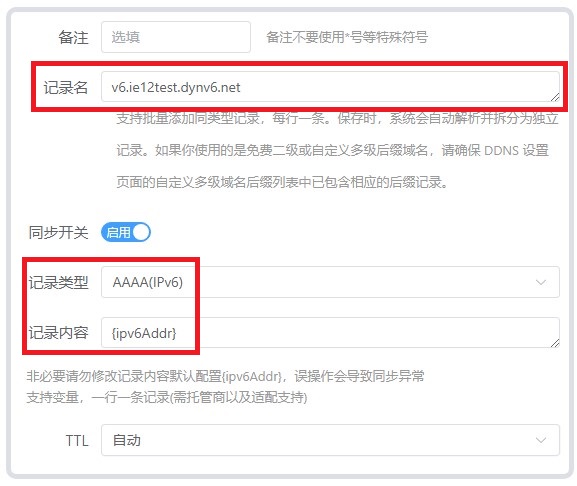 备注 选填 备注不要使用*号等特殊符号
记录名 v6.ie12test.dynv6.net
支持批量添加同类型记录，每行一条。保存时，系统会自动解析并拆分为独立
记录。如果你使用的是免费二级或自定义多级后缀域名，请确保 DDNS 设置
页面的自定义多级域名后缀列表中已包含相应的后缀记录。
同步开关 启用
记录类型 AAAA(IPv6)
记录内容 {ipv6Addr}
非必要请勿修改记录内容默认配置{ipv6Addr}，误操作会导致同步异常
支持变量，一行一条记录(需托管商以及适配支持)
TTL 自动